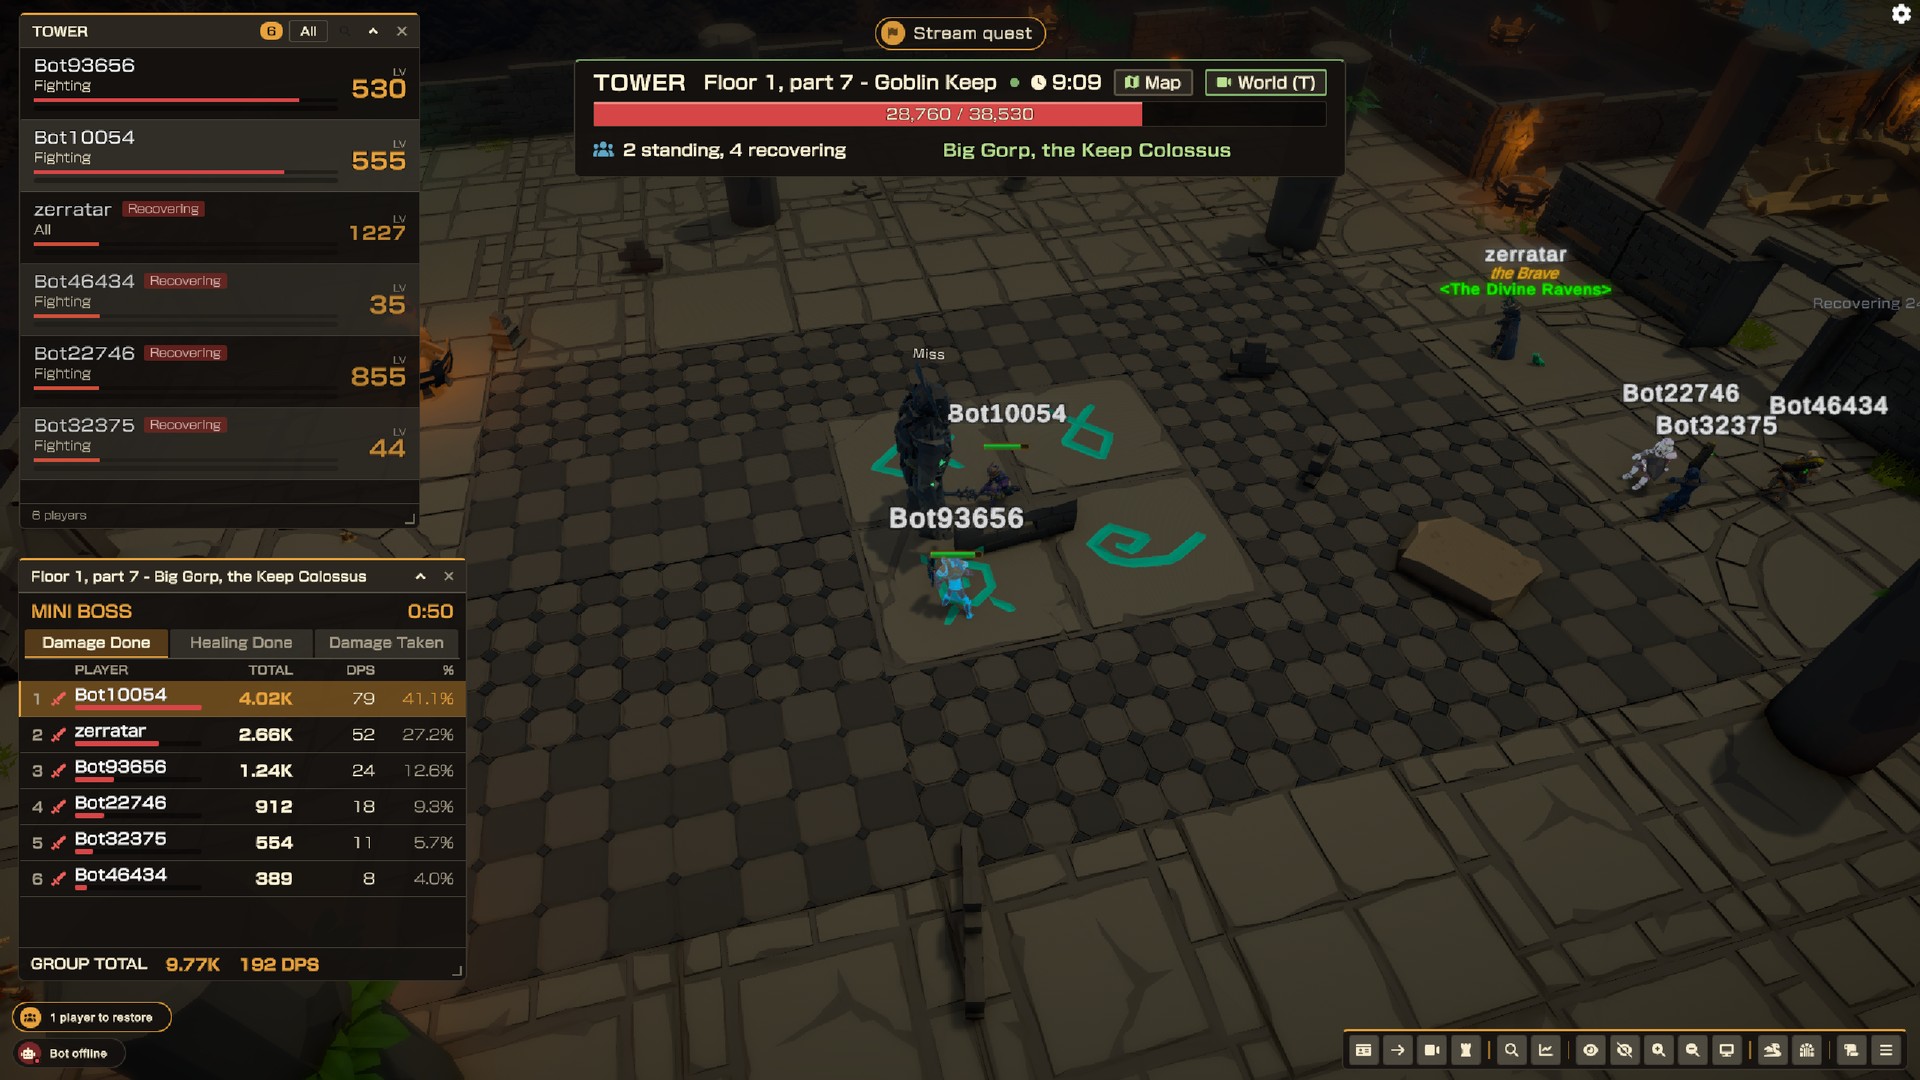 TOWER
6
All
Bot93656
Fighting
LV
530
Bot10054
Fighting
LV
555
zerratar Recovering
All
LV
1227
Bot46434 Recovering
Fighting
LV
35
Bot22746 Recovering
Fighting
LV
855
Bot32375 Recovering
Fighting
LV
44
6 players
Stream quest
TOWER Floor 1, part 7 - Goblin Keep 9:09 Map World (T)
28,760 / 38,530
2 standing, 4 recovering Big Gorp, the Keep Colossus
zerratar
the Brave
<The Divine Ravens>
Miss
Bot10054
Bot93656
Bot22746
Bot46434
Bot32375
Floor 1, part 7 - Big Gorp, the Keep Colossus
MINI BOSS 0:50
Damage Done Healing Done Damage Taken
PLAYER TOTAL DPS %
1 Bot10054 4.02K 79 41.1%
2 zerratar 2.66K 52 27.2%
3 Bot93656 1.24K 24 12.6%
4 Bot22746 912 18 9.3%
5 Bot32375 554 11 5.7%
6 Bot46434 389 8 4.0%
GROUP TOTAL 9.77K 192 DPS
1 player to restore
Bot offline
Recovering